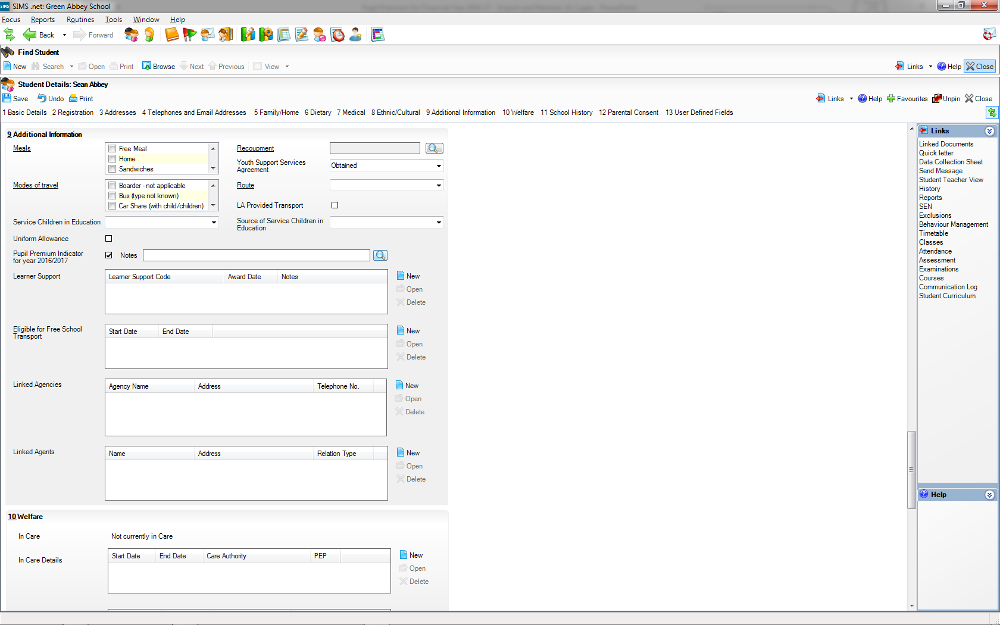 SIMS .net: Green Abbey School
Focus Reports Routines Tools Window Help
Back Forward
Find Student
New Search Open Print Browse Next Previous View Links Help Close
Student Details: Sean Abbey
Save Undo Print Links Help Favourites Unpin Close
1 Basic Details 2 Registration 3 Addresses 4 Telephones and Email Addresses 5 Family/Home 6 Dietary 7 Medical 8 Ethnic/Cultural 9 Additional Information 10 Welfare 11 School History 12 Parental Consent 13 User Defined Fields
9 Additional Information
Meals
Free Meal
Home
Sandwiches
Recoupment
Youth Support Services
Agreement
Obtained
Modes of travel
Boarder - not applicable
Bus (type not known)
Car Share (with child/children)
Route
LA Provided Transport
Service Children in Education
Source of Service Children in
Education
Uniform Allowance
Pupil Premium Indicator
for year 2016/2017
Notes
Learner Support
Learner Support Code Award Date Notes
New
Open
Delete
Eligible for Free School
Transport
Start Date End Date
New
Open
Delete
Linked Agencies
Agency Name Address Telephone No.
New
Open
Delete
Linked Agents
Name Address Relation Type
New
Open
Delete
10 Welfare
In Care Not currently in Care
In Care Details
Start Date End Date Care Authority PEP
New
Open
Delete
Links
Linked Documents
Quick letter
Data Collection Sheet
Send Message
Student Teacher View
History
Reports
SEN
Exclusions
Behaviour Management
Timetable
Classes
Attendance
Assessment
Examinations
Courses
Communication Log
Student Curriculum
Help